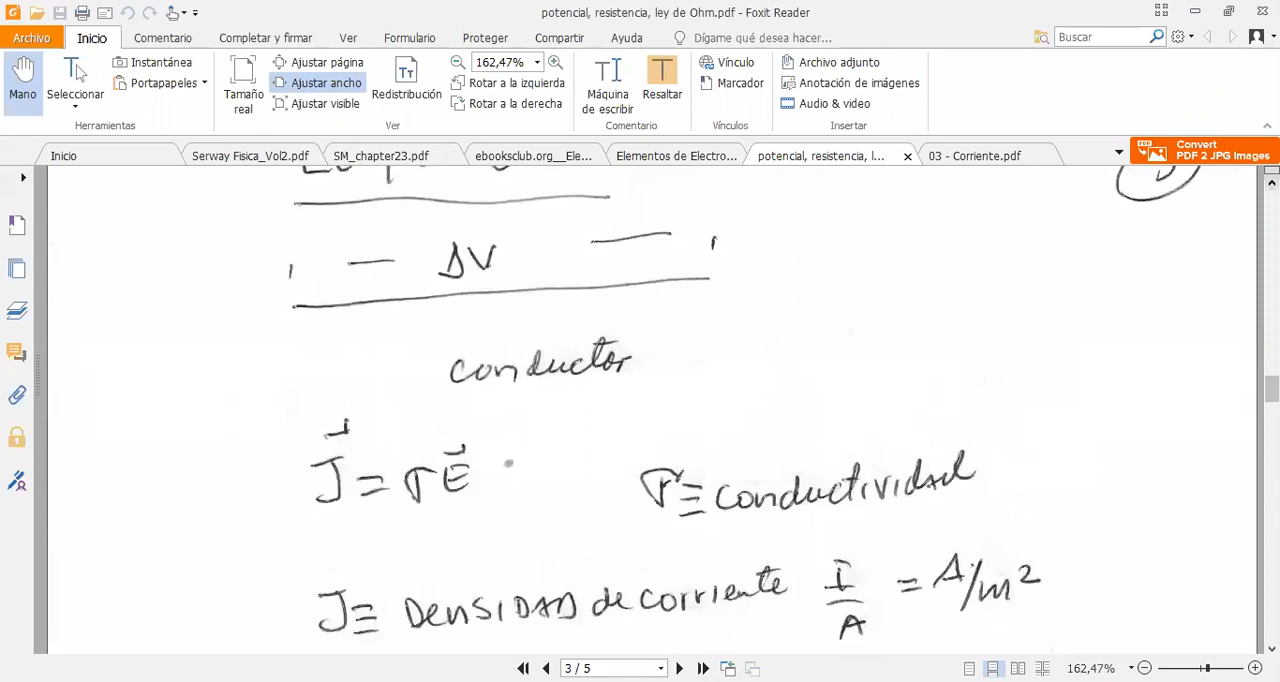 potencial, resistencia, ley de Ohm.pdf - Foxit Reader
Archivo Inicio Comentario Completar y firmar Ver Formulario Proteger Compartir Ayuda Dígame qué desea hacer... Buscar
Mano
Seleccionar
Instantánea
Portapapeles
Herramientas
Tamaño real
Ajustar página
Ajustar ancho
Ajustar visible
Redistribución
162,47%
Rotar a la izquierda
Rotar a la derecha
Ver
Máquina de escribir
Resaltar
Comentario
Vínculo
Marcador
Vínculos
Archivo adjunto
Anotación de imágenes
Audio & video
Insertar
Inicio Serway Fisica_Vol2.pdf SM_chapter23.pdf ebooksclub.org__Ele... Elementos de Electro... potencial, resistencia, l... 03 - Corriente.pdf
Convert
PDF 2 JPG Images
ΔV
conductor
J⃗ = σE⃗ σ ≡ conductividad
J ≡ DENSIDAD de corriente I/A = A/m²
3 / 5 162,47%